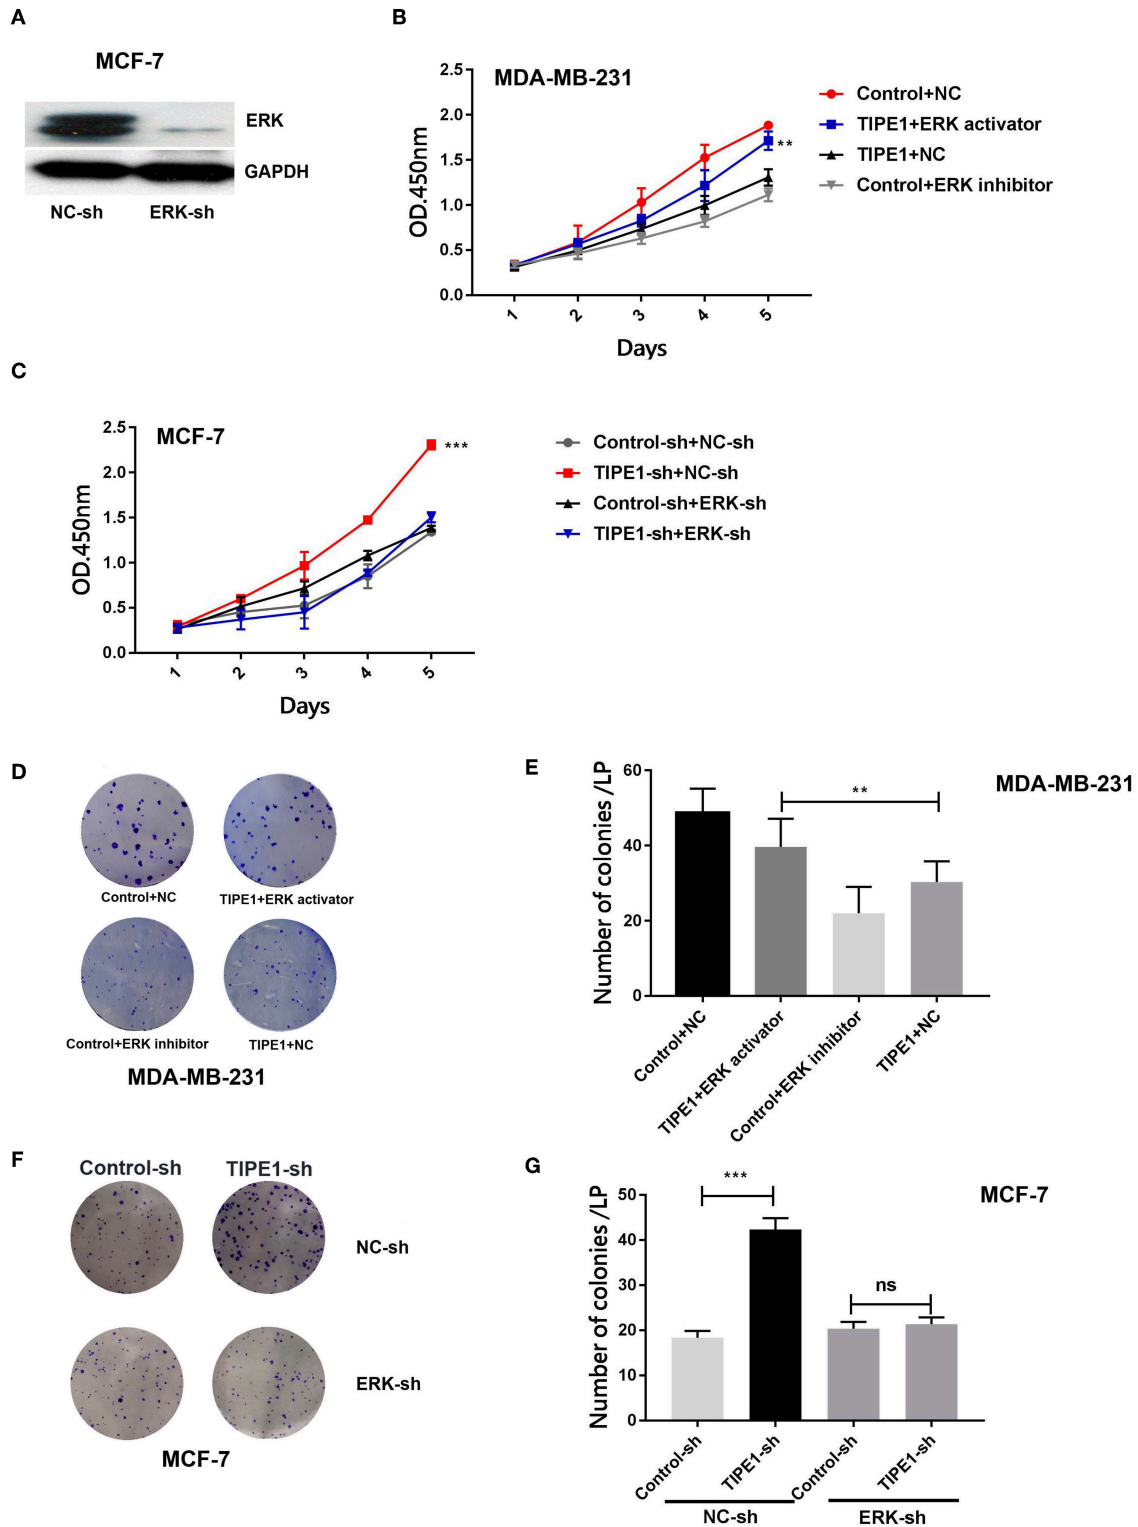 A
MCF-7
ERK
GAPDH
NC-sh ERK-sh
B
MDA-MB-231
OD.450nm
2.5
2.0
1.5
1.0
0.5
0.0
1 2 3 4 5
Days
**
Control+NC
TIPE1+ERK activator
TIPE1+NC
Control+ERK inhibitor
C
MCF-7
OD.450nm
2.5
2.0
1.5
1.0
0.5
0.0
1 2 3 4 5
Days
***
Control-sh+NC-sh
TIPE1-sh+NC-sh
Control-sh+ERK-sh
TIPE1-sh+ERK-sh
D
Control+NC TIPE1+ERK activator
Control+ERK inhibitor TIPE1+NC
MDA-MB-231
E
MDA-MB-231
Number of colonies /LP
60
40
20
0
**
Control+NC
TIPE1+ERK activator
Control+ERK inhibitor
TIPE1+NC
F
Control-sh TIPE1-sh
NC-sh
ERK-sh
MCF-7
G
MCF-7
Number of colonies /LP
50
40
30
20
10
0
***
ns
Control-sh
TIPE1-sh
Control-sh
TIPE1-sh
NC-sh ERK-sh